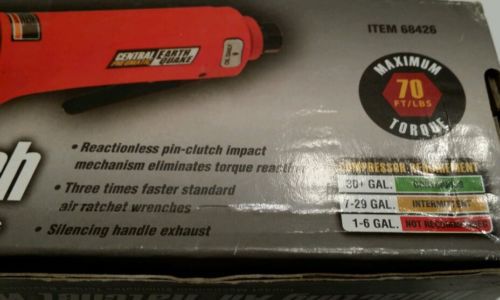 ITEM 68426
CENTRAL PNEUMATIC
EARTH QUAKE
MAXIMUM
70
FT/LBS
TORQUE
• Reactionless pin-clutch impact
mechanism eliminates torque
• Three times faster standard
air ratchet wrenches
• Silencing handle exhaust
COMPRESSOR REQUIREMENT
30+ GAL. CONTINUOUS
7-29 GAL. INTERMITTENT
1-6 GAL. NOT RECOMMENDED